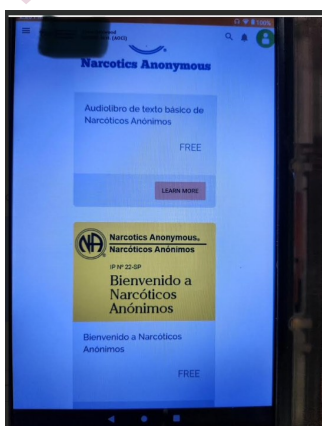 100%
Narcotics Anonymous
Audiolibro de texto básico de
Narcóticos Anónimos
FREE
LEARN MORE
NA
Narcotics Anonymous®
Narcóticos Anónimos
IP Nº 22-SP
Bienvenido a
Narcóticos
Anónimos
Bienvenido a Narcóticos
Anónimos
FREE